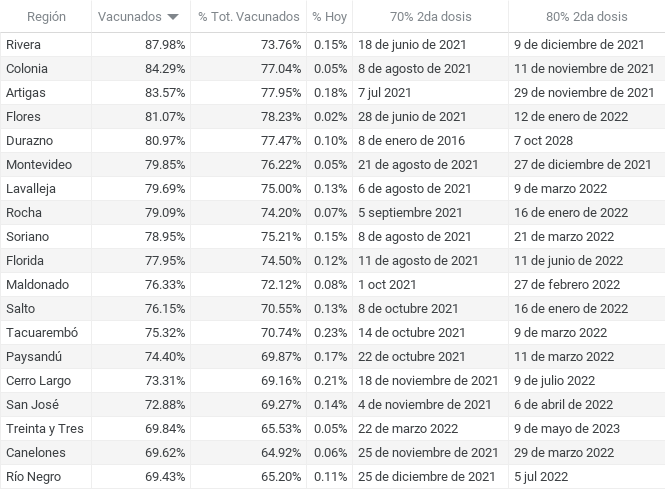 Región Vacunados % Tot. Vacunados % Hoy 70% 2da dosis 80% 2da dosis
Rivera 87.98% 73.76% 0.15% 18 de junio de 2021 9 de diciembre de 2021
Colonia 84.29% 77.04% 0.05% 8 de agosto de 2021 11 de noviembre de 2021
Artigas 83.57% 77.95% 0.18% 7 jul 2021 29 de noviembre de 2021
Flores 81.07% 78.23% 0.02% 28 de junio de 2021 12 de enero de 2022
Durazno 80.97% 77.47% 0.10% 8 de enero de 2016 7 oct 2028
Montevideo 79.85% 76.22% 0.05% 21 de agosto de 2021 27 de diciembre de 2021
Lavalleja 79.69% 75.00% 0.13% 6 de agosto de 2021 9 de marzo 2022
Rocha 79.09% 74.20% 0.07% 5 septiembre 2021 16 de enero de 2022
Soriano 78.95% 75.21% 0.15% 8 de agosto de 2021 21 de marzo 2022
Florida 77.95% 74.50% 0.12% 11 de agosto de 2021 11 de junio de 2022
Maldonado 76.33% 72.12% 0.08% 1 oct 2021 27 de febrero de 2022
Salto 76.15% 70.55% 0.13% 8 de octubre de 2021 16 de enero de 2022
Tacuarembó 75.32% 70.74% 0.23% 14 de octubre de 2021 9 de marzo 2022
Paysandú 74.40% 69.87% 0.17% 22 de octubre de 2021 11 de marzo 2022
Cerro Largo 73.31% 69.16% 0.21% 18 de noviembre de 2021 9 de julio 2022
San José 72.88% 69.27% 0.14% 4 de noviembre de 2021 6 de abril de 2022
Treinta y Tres 69.84% 65.53% 0.05% 22 de marzo 2022 9 de mayo de 2023
Canelones 69.62% 64.92% 0.06% 25 de noviembre de 2021 29 de marzo 2022
Río Negro 69.43% 65.20% 0.11% 25 de diciembre de 2021 5 jul 2022